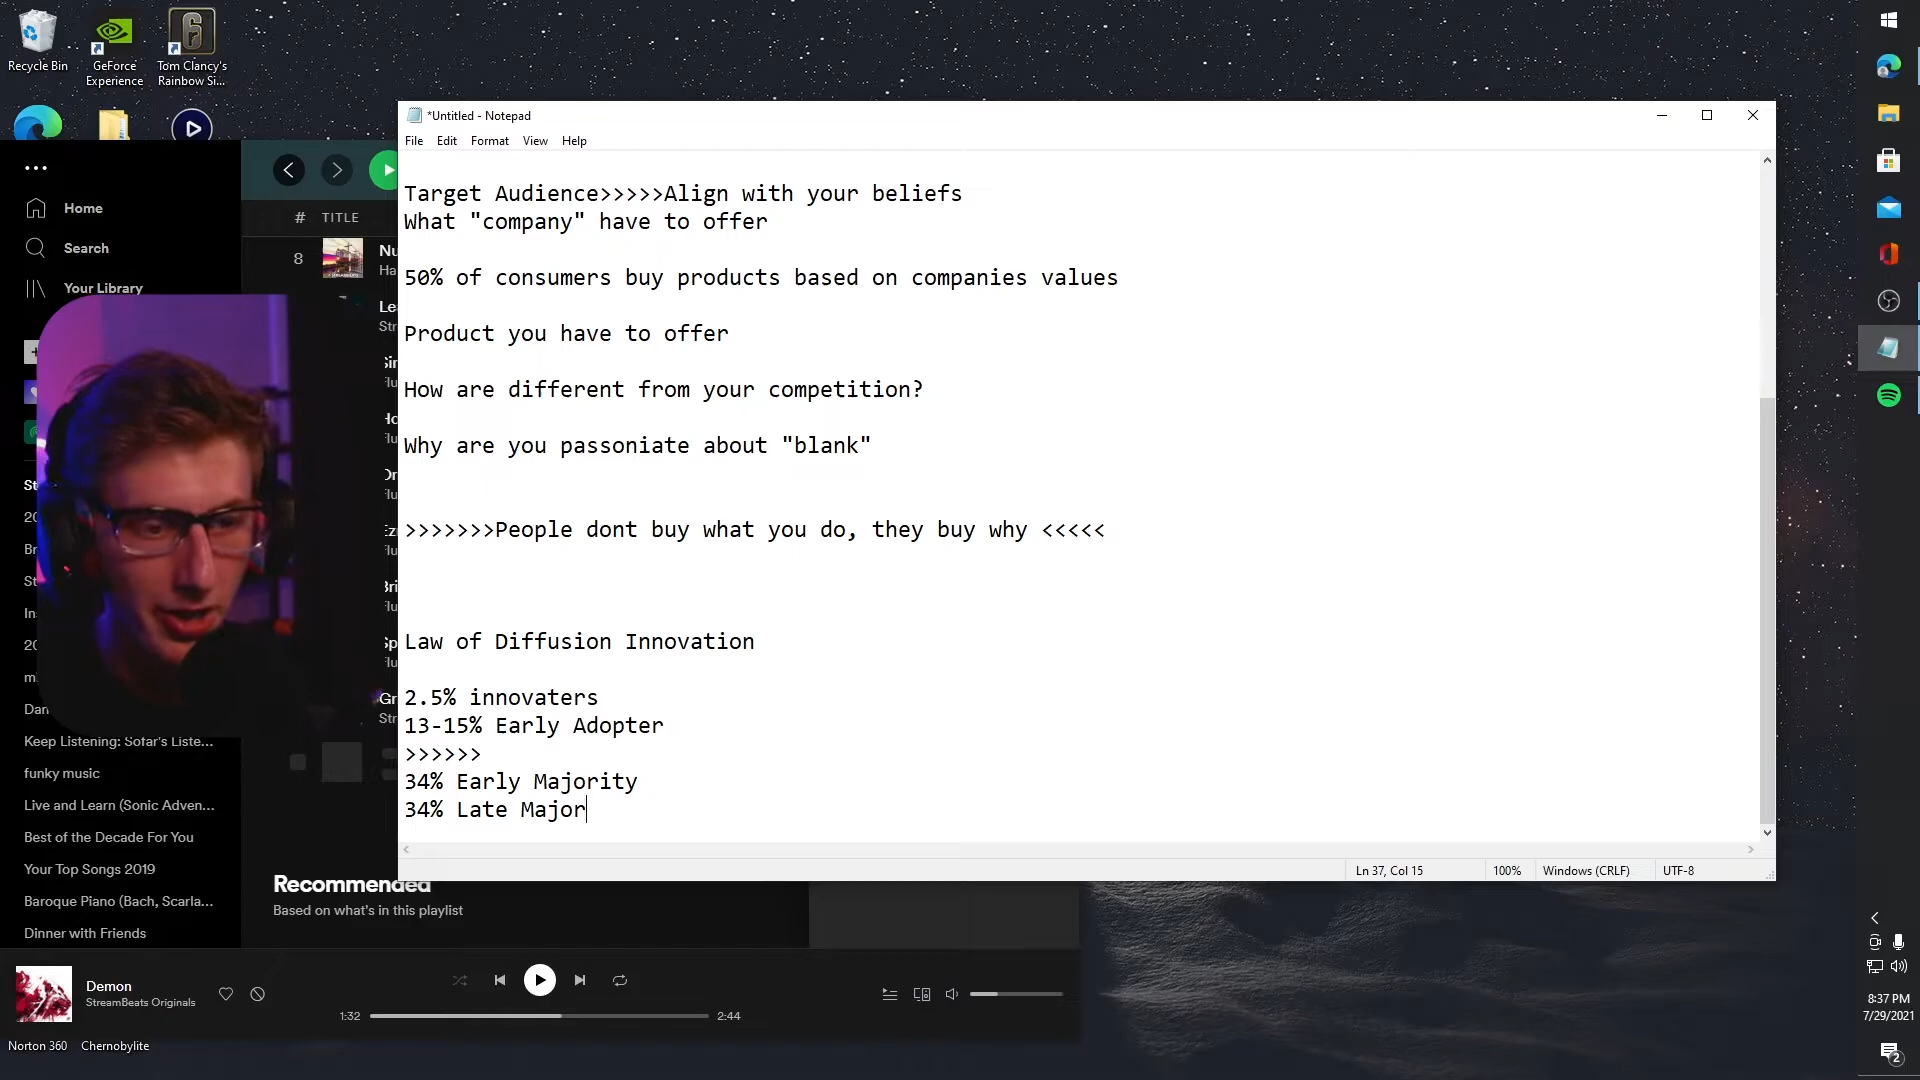 Recycle Bin
GeForce Experience
Tom Clancy's Rainbow Si...
*Untitled - Notepad
File Edit Format View Help
Target Audience>>>>>Align with your beliefs
What "company" have to offer
50% of consumers buy products based on companies values
Product you have to offer
How are different from your competition?
Why are you passoniate about "blank"
>>>>>>>People dont buy what you do, they buy why <<<<<
Law of Diffusion Innovation
2.5% innovaters
13-15% Early Adopter
>>>>>>
34% Early Majority
34% Late Major
Ln 37, Col 15 100% Windows (CRLF) UTF-8
Home
Search
Your Library
# TITLE
8
Keep Listening: Sofar's Liste...
funky music
Live and Learn (Sonic Adven...
Best of the Decade For You
Your Top Songs 2019
Baroque Piano (Bach, Scarla...
Dinner with Friends
Recommended
Based on what's in this playlist
Demon
StreamBeats Originals
1:32 2:44
Norton 360 Chernobylite
8:37 PM
7/29/2021
2